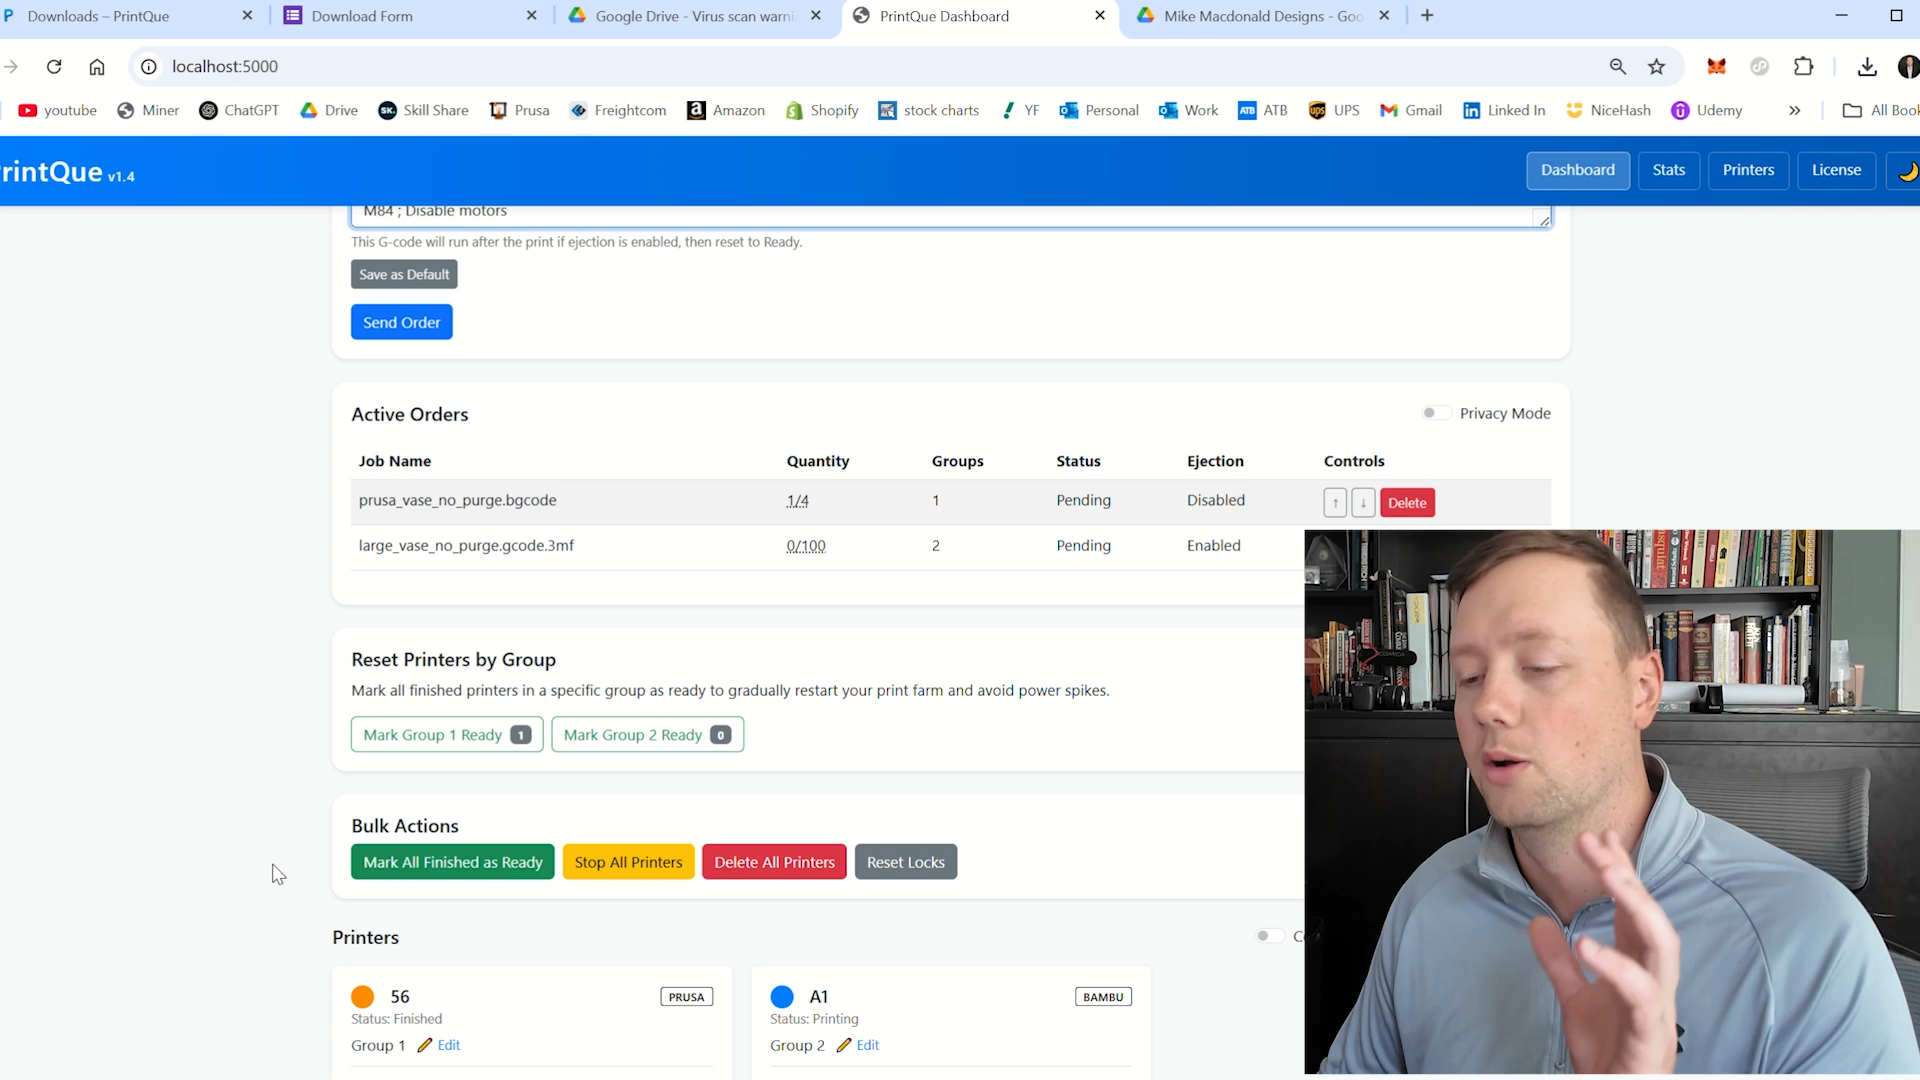 Downloads – PrintQue
Download Form
Google Drive - Virus scan warni
PrintQue Dashboard
Mike Macdonald Designs - Goo
localhost:5000
youtube
Miner
ChatGPT
Drive
SK.
Skill Share
Prusa
Freightcom
Amazon
Shopify
stock charts
YF
Personal
Work
ATB
ATB
UPS
Gmail
Linked In
NiceHash
Udemy
All Book
rintQue v1.4
Dashboard
Stats
Printers
License
M84 ; Disable motors
This G-code will run after the print if ejection is enabled, then reset to Ready.
Save as Default
Send Order
Active Orders
Privacy Mode
Job Name Quantity Groups Status Ejection Controls
prusa_vase_no_purge.bgcode 1/4 1 Pending Disabled ↑ ↓ Delete
large_vase_no_purge.gcode.3mf 0/100 2 Pending Enabled
Reset Printers by Group
Mark all finished printers in a specific group as ready to gradually restart your print farm and avoid power spikes.
Mark Group 1 Ready 1
Mark Group 2 Ready 0
Bulk Actions
Mark All Finished as Ready
Stop All Printers
Delete All Printers
Reset Locks
Printers
56
PRUSA
Status: Finished
Group 1 Edit
A1
BAMBU
Status: Printing
Group 2 Edit